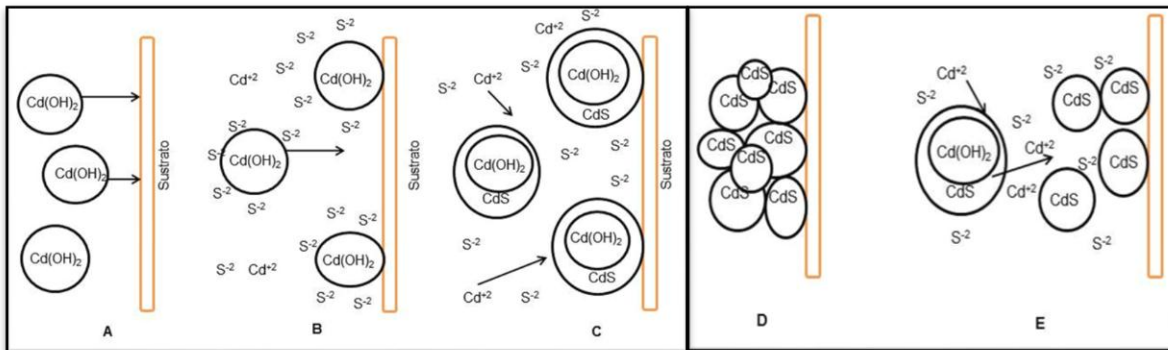 Cd(OH)₂
Cd(OH)₂
Cd(OH)₂
Sustrato
A
S⁻²
S⁻²
S⁻²
Cd⁺²
S⁻²
Cd(OH)₂
S⁻²
S⁻²
S⁻²
S⁻²
Cd(OH)₂
S⁻²
S⁻²
S⁻²
S⁻²
S⁻²
Cd(OH)₂
S⁻² Cd⁺²
S⁻² S⁻²
Sustrato
B
S⁻²
Cd⁺²
S⁻²
S⁻² Cd⁺²
Cd(OH)₂
CdS
S⁻²
S⁻²
Cd(OH)₂
CdS
S⁻²
S⁻²
Cd(OH)₂
CdS
Cd⁺² S⁻²
Sustrato
C
CdS
CdS
CdS
CdS
CdS
CdS
CdS
CdS
D
Cd⁺²
S⁻²
S⁻²
S⁻²
CdS
CdS
S⁻²
Cd(OH)₂
Cd⁺²
S⁻²
CdS
CdS
Cd⁺²
CdS
S⁻²
S⁻²
E